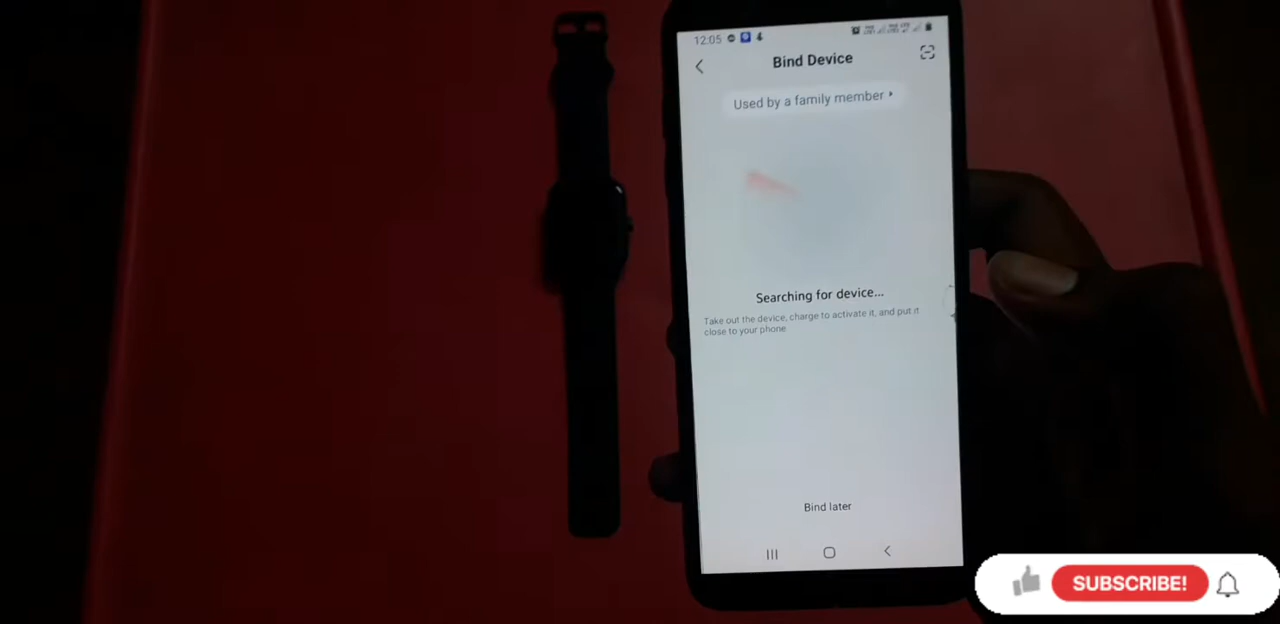 12:05
Bind Device
Used by a family member
Searching for device...
Take out the device, charge to activate it, and put it
close to your phone
Bind later
SUBSCRIBE!